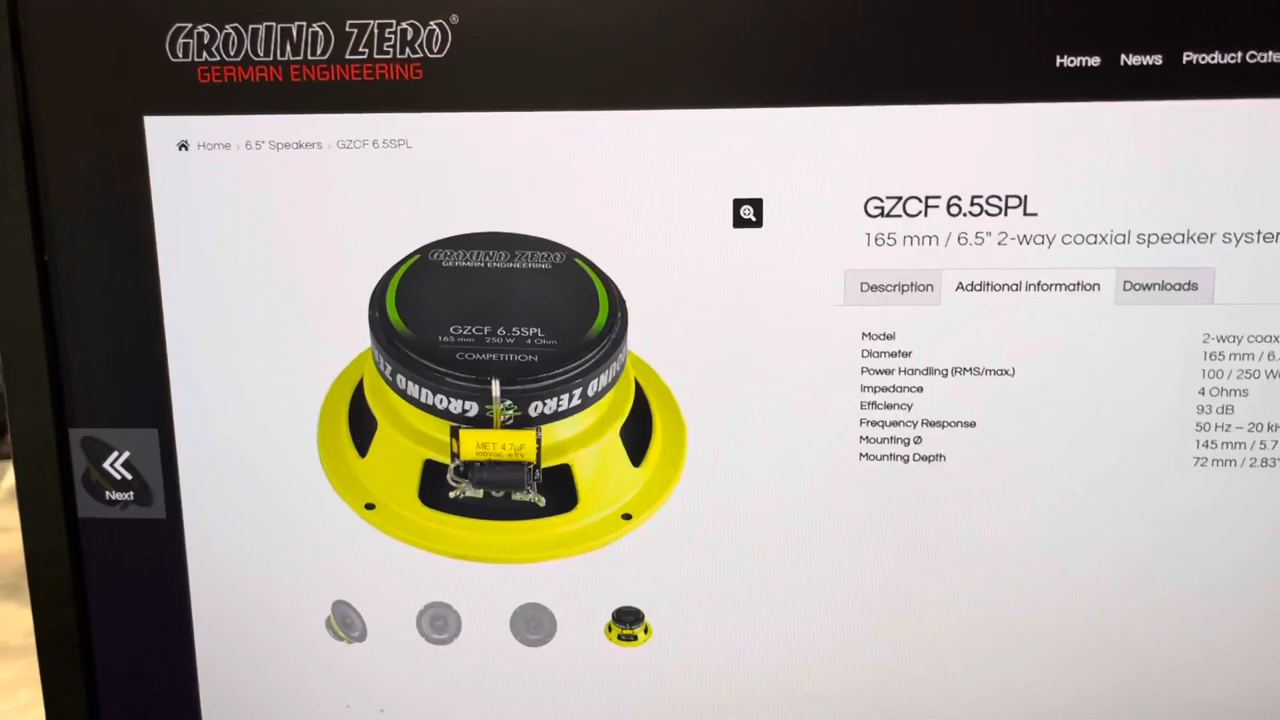 GROUND ZERO®
GERMAN ENGINEERING
Home News Product Cate
Home › 6.5" Speakers › GZCF 6.5SPL
GZCF 6.5SPL
165 mm / 6.5" 2-way coaxial speaker syster
Description Additional information Downloads
Model 2-way coax
Diameter 165 mm / 6.
Power Handling (RMS/max.) 100 / 250 W
Impedance 4 Ohms
Efficiency 93 dB
Frequency Response 50 Hz – 20 kH
Mounting Ø 145 mm / 5.7
Mounting Depth 72 mm / 2.83"
GROUND ZERO
GERMAN ENGINEERING
GZCF 6.5SPL
165 mm 250 W 4 Ohm
COMPETITION
GROUND ZERO
MET 4.7µF
100VDC ±5%
Next